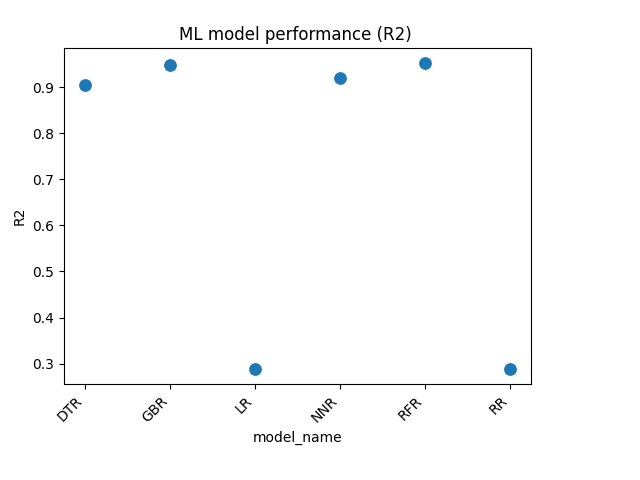 ML model performance (R2)
0.9
0.8
0.7
0.6
0.5
0.4
0.3
R2
DTR
GBR
LR
NNR
RFR
RR
model_name